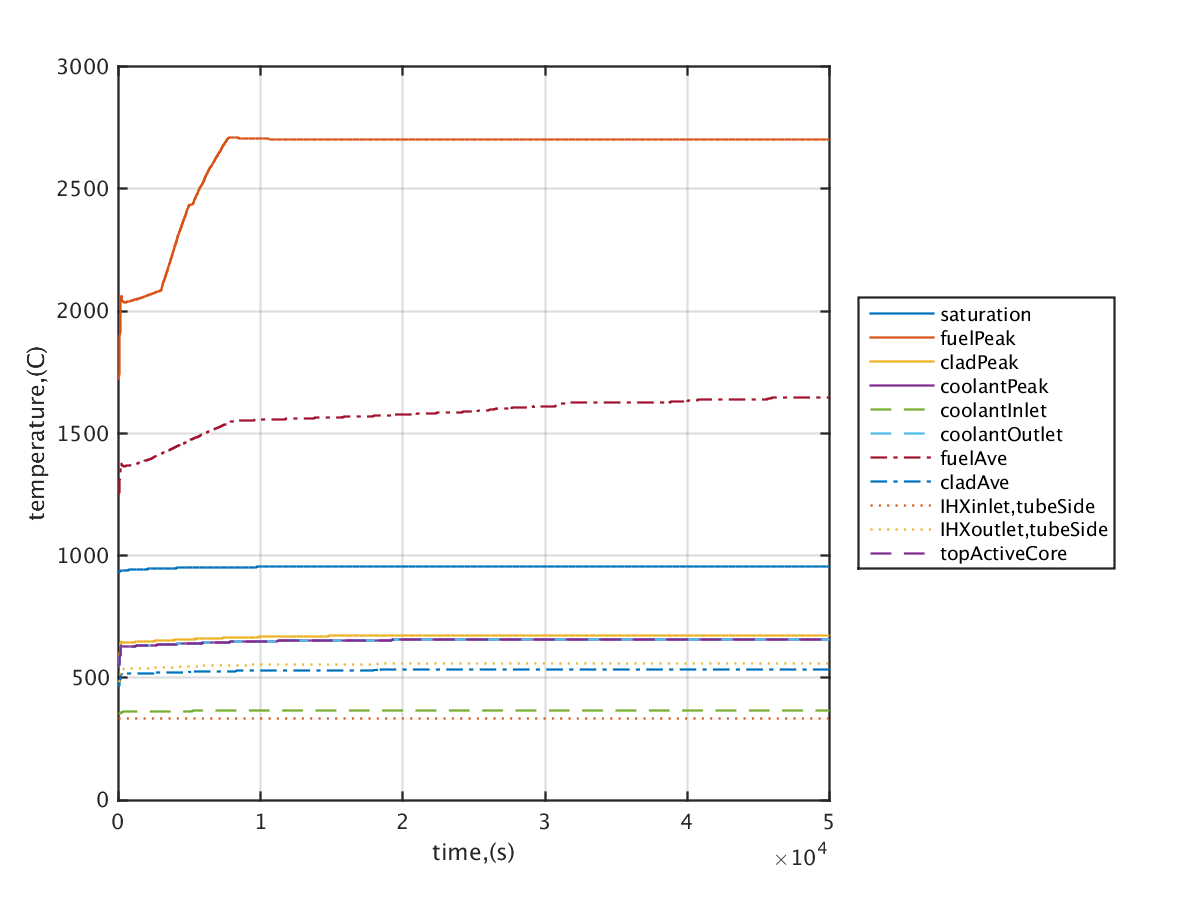 3000
2500
2000
1500
1000
500
0
temperature,(C)
0 1 2 3 4 5
×10^4
time,(s)
saturation
fuelPeak
cladPeak
coolantPeak
coolantInlet
coolantOutlet
fuelAve
cladAve
IHXinlet,tubeSide
IHXoutlet,tubeSide
topActiveCore